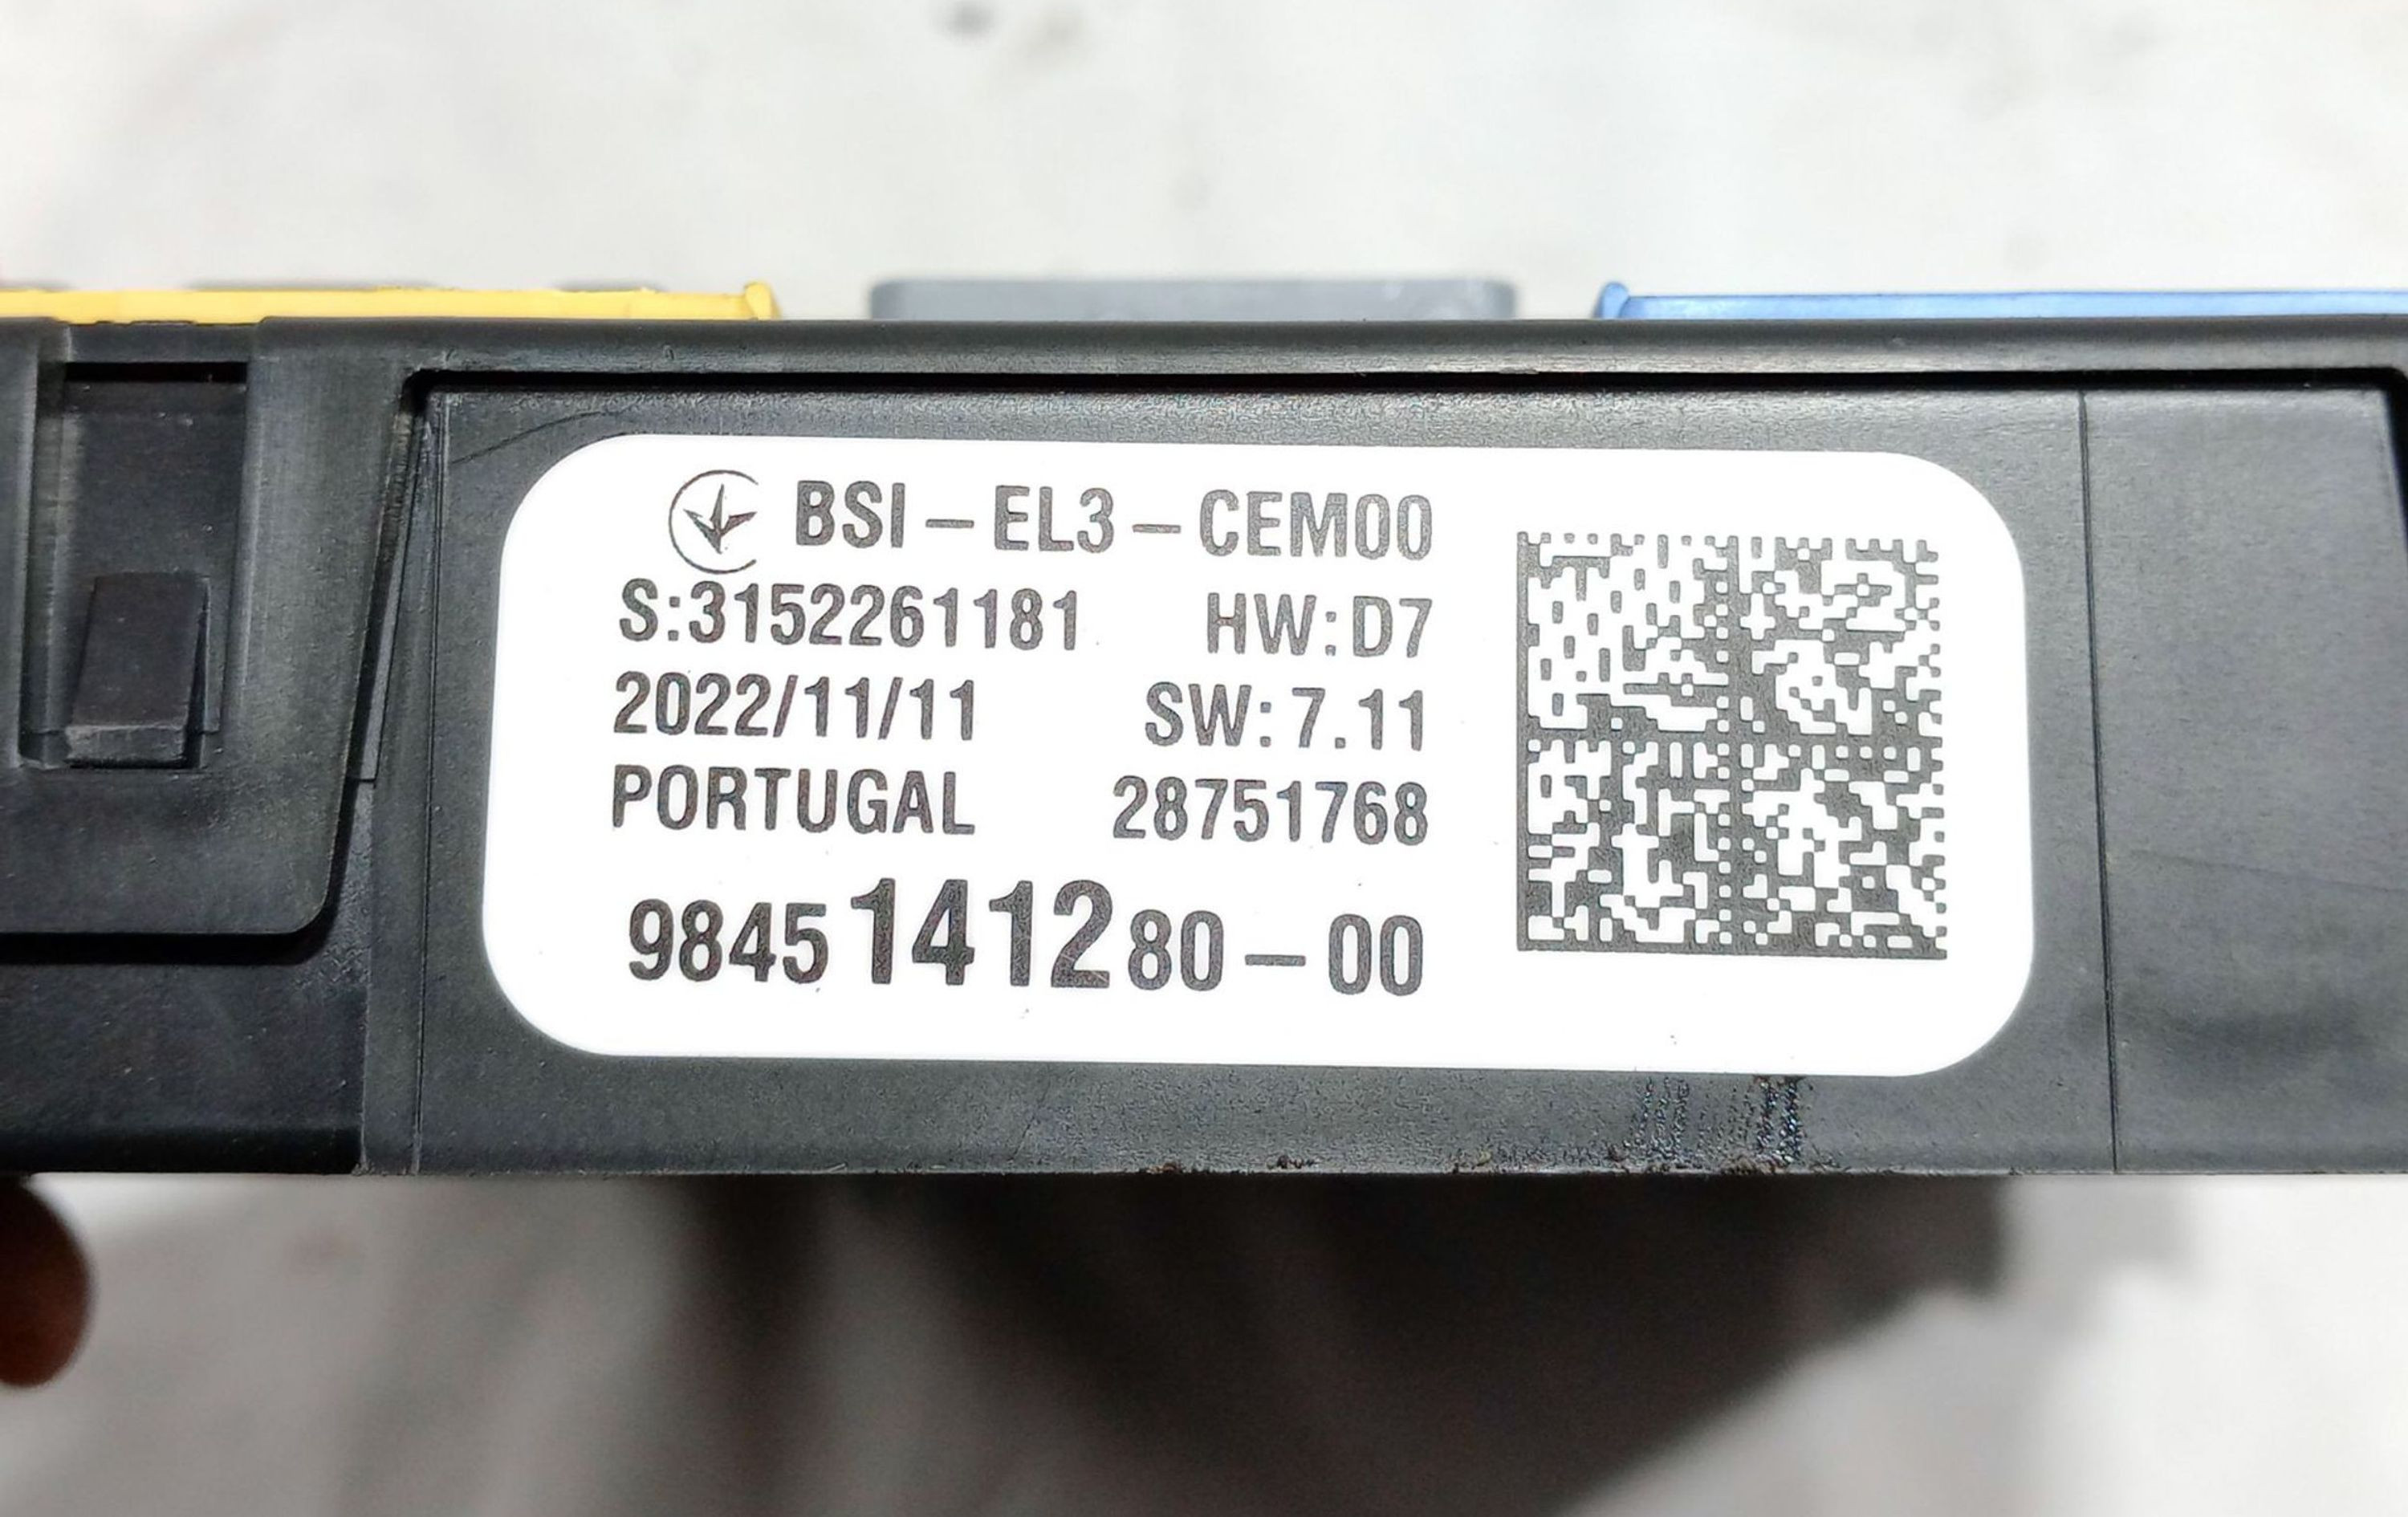 BSI – EL3 – CEM00
S:3152261181 HW:D7
2022/11/11 SW:7.11
PORTUGAL 28751768
9845141280–00